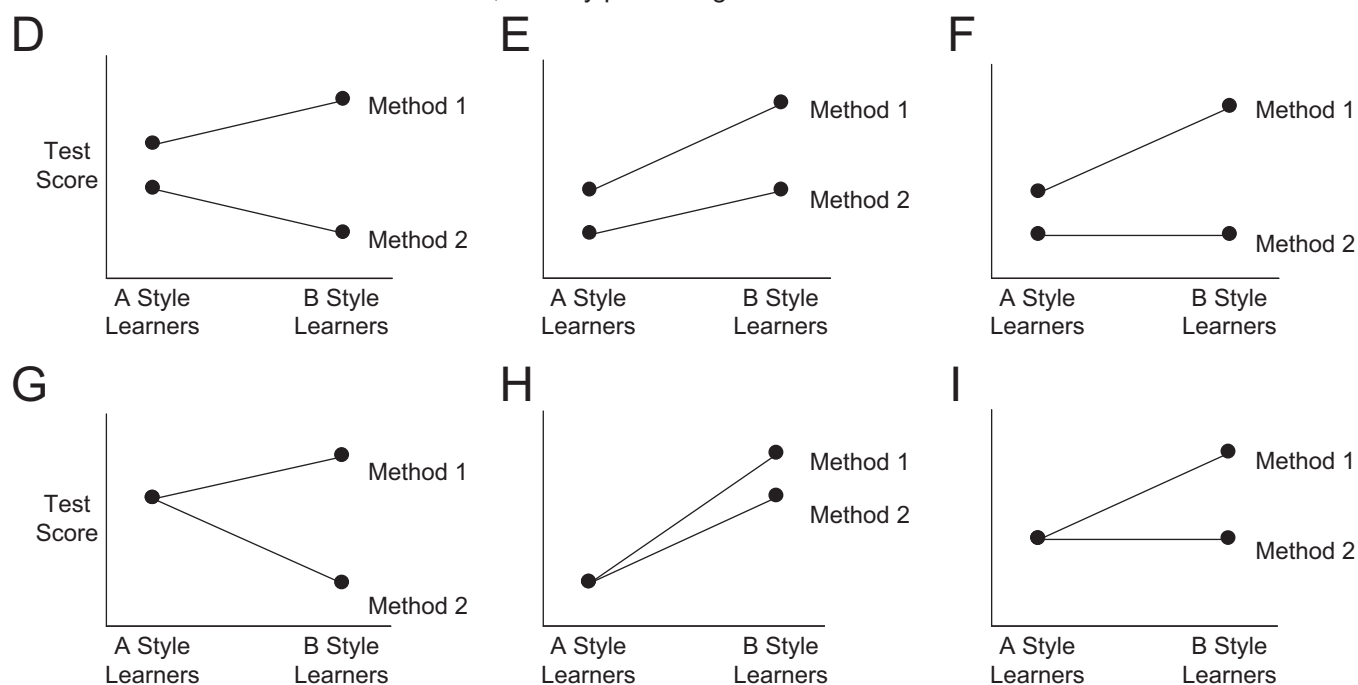 D
E
F
Method 1
Method 1
Method 1
Test
Score
Method 2
Method 2
Method 2
A Style
Learners
B Style
Learners
A Style
Learners
B Style
Learners
A Style
Learners
B Style
Learners
G
H
I
Method 1
Method 1
Method 1
Test
Score
Method 2
Method 2
Method 2
A Style
Learners
B Style
Learners
A Style
Learners
B Style
Learners
A Style
Learners
B Style
Learners